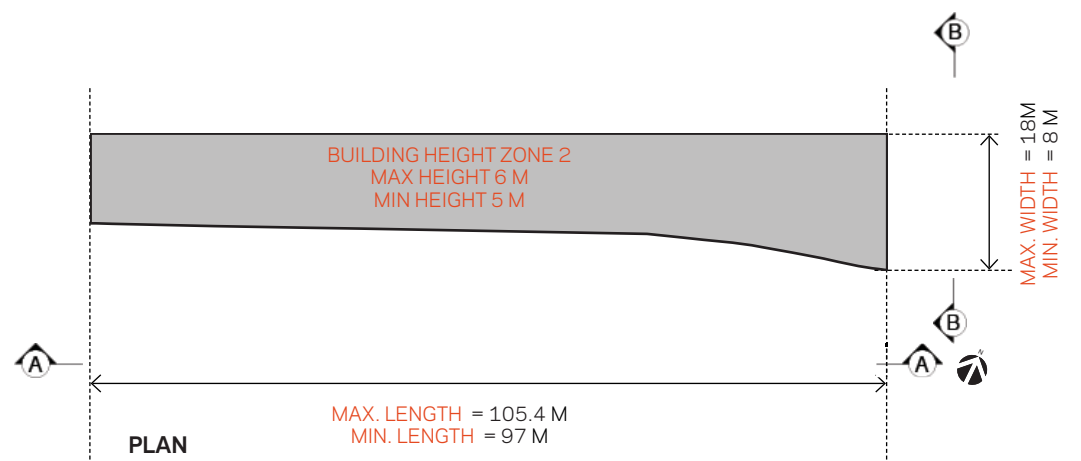 B
BUILDING HEIGHT ZONE 2
MAX HEIGHT 6 M
MIN HEIGHT 5 M
MAX. WIDTH = 18M
MIN. WIDTH = 8 M
B
A
A
N
MAX. LENGTH = 105.4 M
MIN. LENGTH = 97 M
PLAN